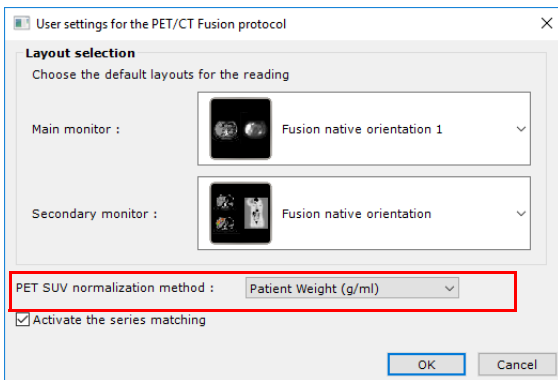 User settings for the PET/CT Fusion protocol
Layout selection
Choose the default layouts for the reading
Main monitor :
Fusion native orientation 1
Secondary monitor :
Fusion native orientation
PET SUV normalization method :
Patient Weight (g/ml)
Activate the series matching
OK
Cancel